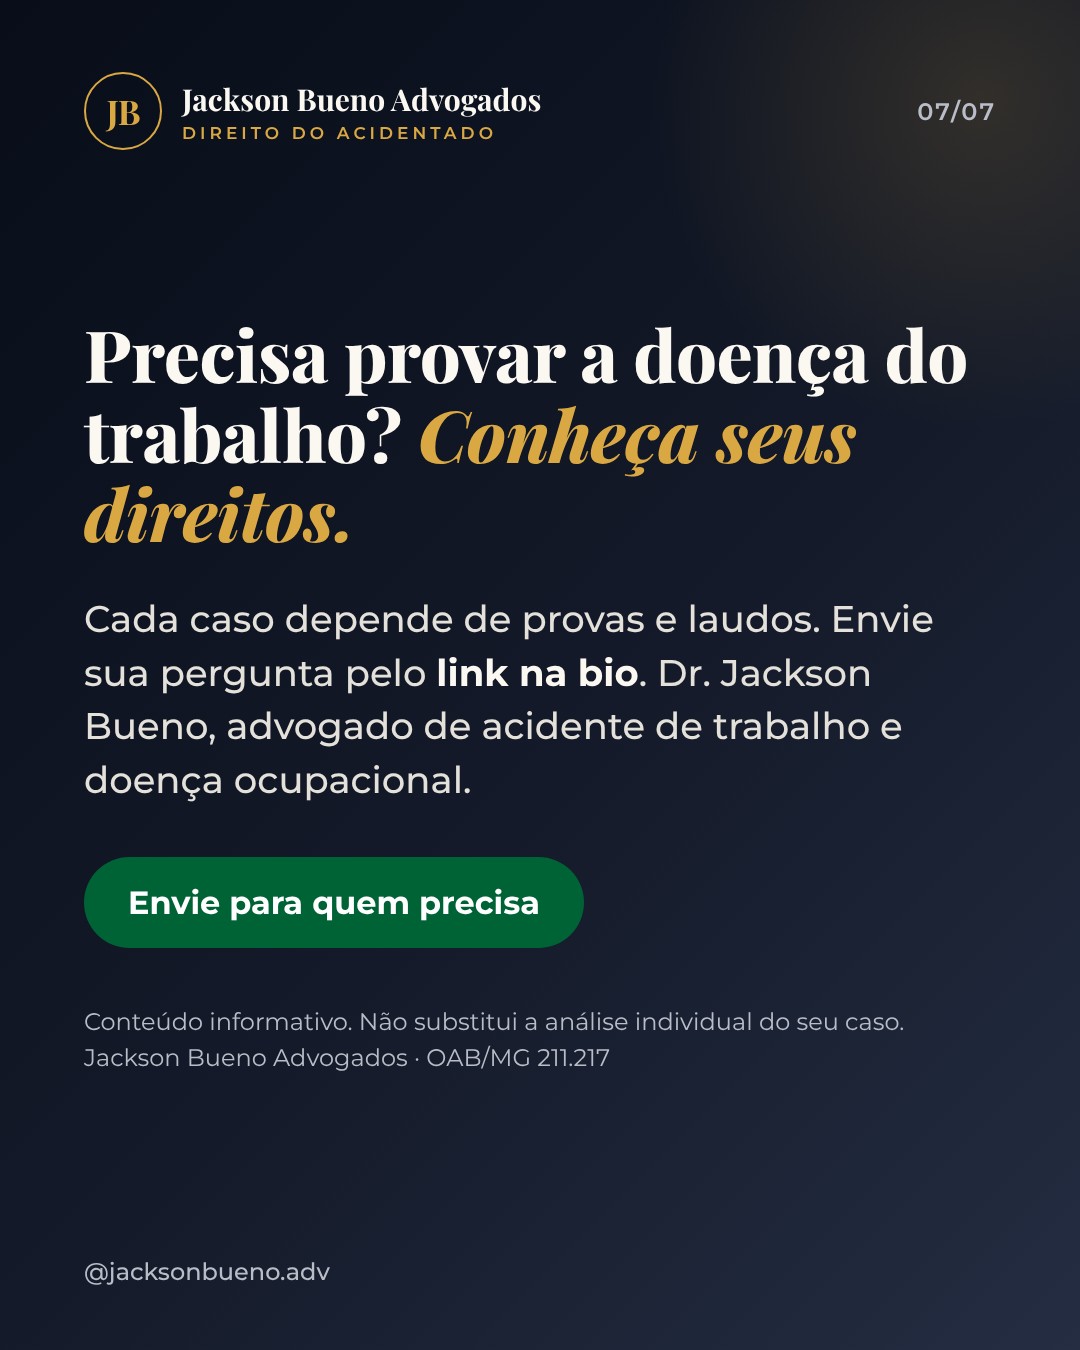 JB
Jackson Bueno Advogados
DIREITO DO ACIDENTADO
07/07
Precisa provar a doença do
trabalho? Conheça seus
direitos.
Cada caso depende de provas e laudos. Envie
sua pergunta pelo link na bio. Dr. Jackson
Bueno, advogado de acidente de trabalho e
doença ocupacional.
Envie para quem precisa
Conteúdo informativo. Não substitui a análise individual do seu caso.
Jackson Bueno Advogados · OAB/MG 211.217
@jacksonbueno.adv